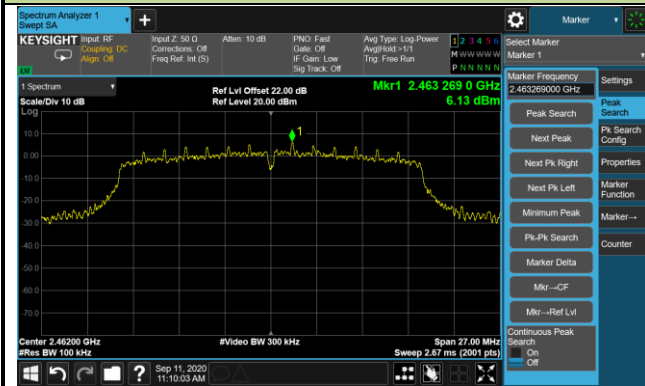 Spectrum Analyzer 1
Swept SA
Marker
KEYSIGHT
Input: RF
Coupling: DC
Align: Off
Input Z: 50 Ω
Corrections: Off
Freq Ref: Int (S)
Atten: 10 dB
PNO: Fast
Gate: Off
IF Gain: Low
Sig Track: Off
Avg Type: Log-Power
Avg|Hold:>1/1
Trig: Free Run
1 2 3 4 5 6
M W W W W W
P N N N N N
LXI
Select Marker
Marker 1
1 Spectrum
Scale/Div 10 dB
Log
Ref Lvl Offset 22.00 dB
Ref Level 20.00 dBm
Mkr1 2.463 269 0 GHz
6.13 dBm
Marker Frequency
2.463269000 GHz
Peak Search
Next Peak
Next Pk Right
Next Pk Left
Minimum Peak
Pk-Pk Search
Marker Delta
Mkr→CF
Mkr→Ref Lvl
Continuous Peak
Search
On
Off
Settings
Peak
Search
Pk Search
Config
Properties
Marker
Function
Marker→
Counter
1
10.0
0.00
-10.0
-20.0
-30.0
-40.0
-50.0
-60.0
-70.0
Center 2.46200 GHz
#Res BW 100 kHz
#Video BW 300 kHz
Span 27.00 MHz
Sweep 2.67 ms (2001 pts)
?
Sep 11, 2020
11:10:03 AM